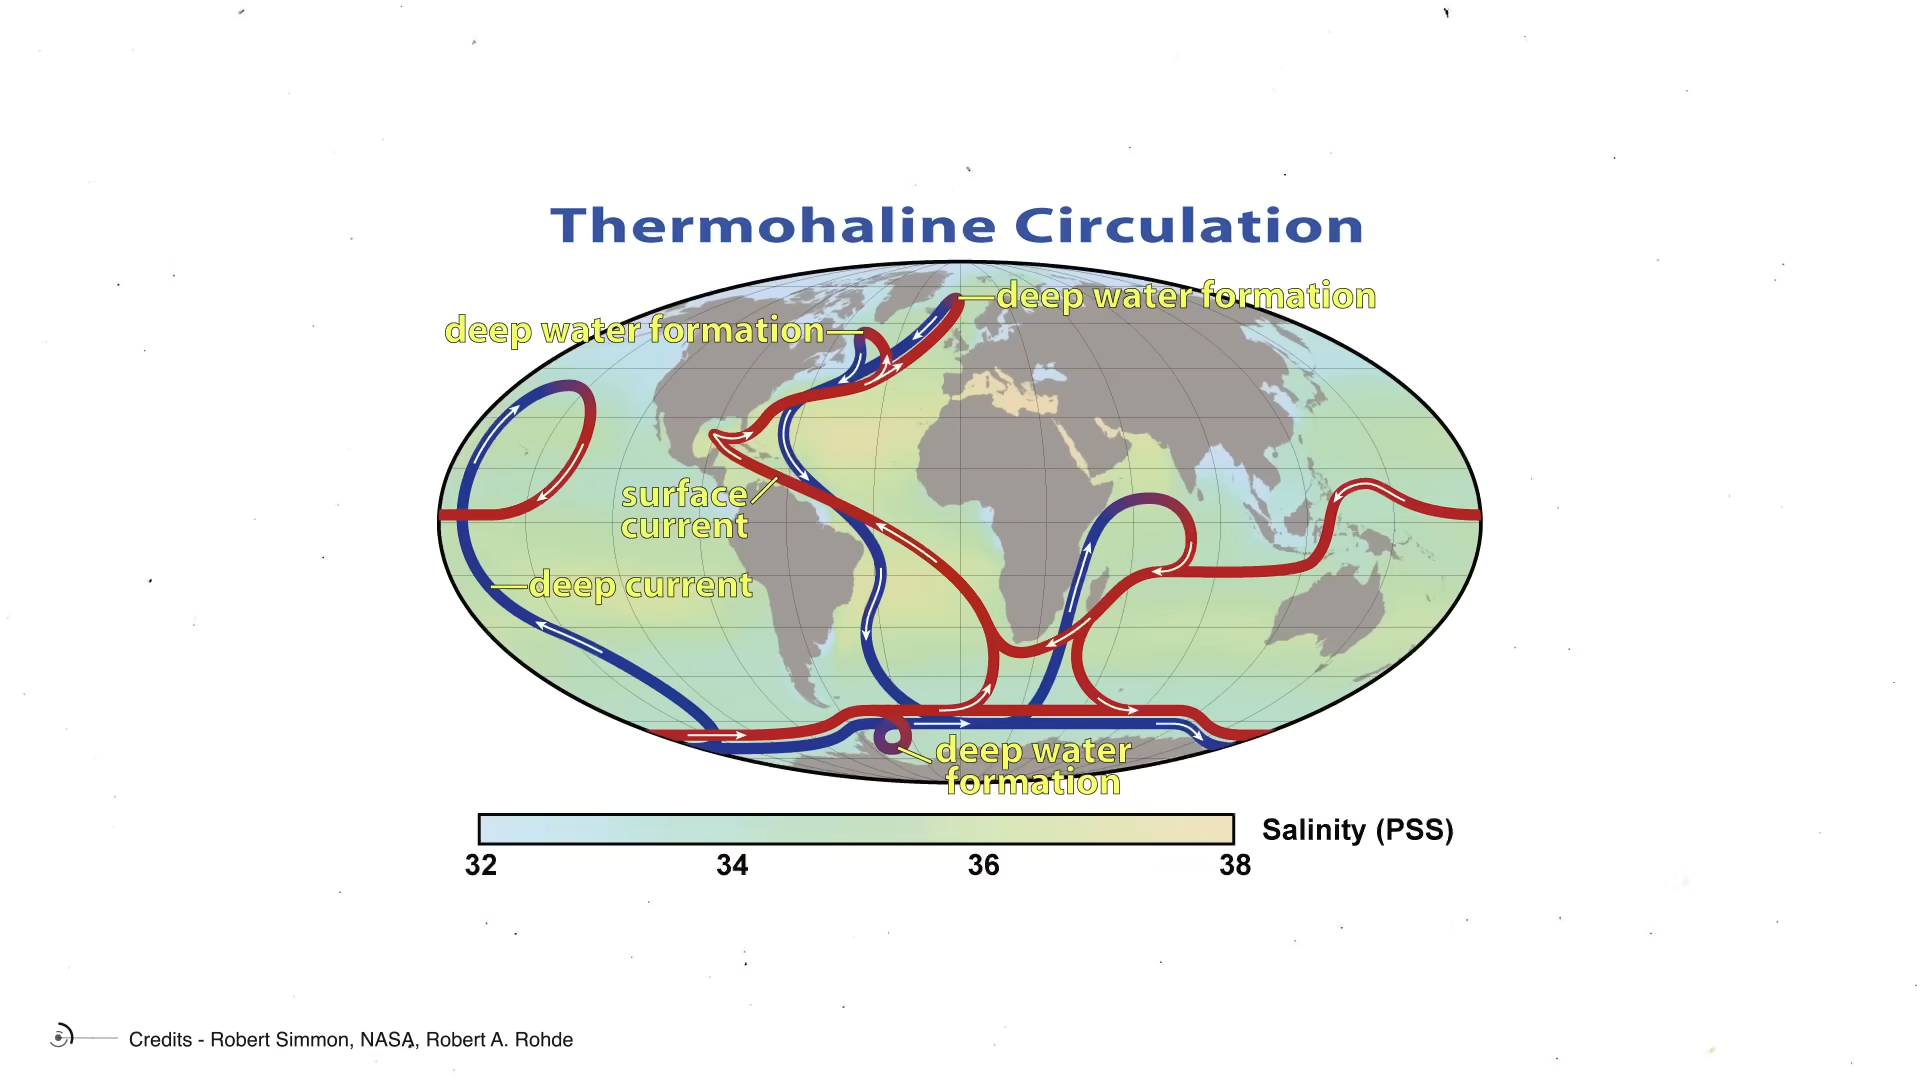 Thermohaline Circulation
deep water formation
deep water formation
surface
current
deep current
deep water
formation
Salinity (PSS)
32 34 36 38
Credits - Robert Simmon, NASA, Robert A. Rohde